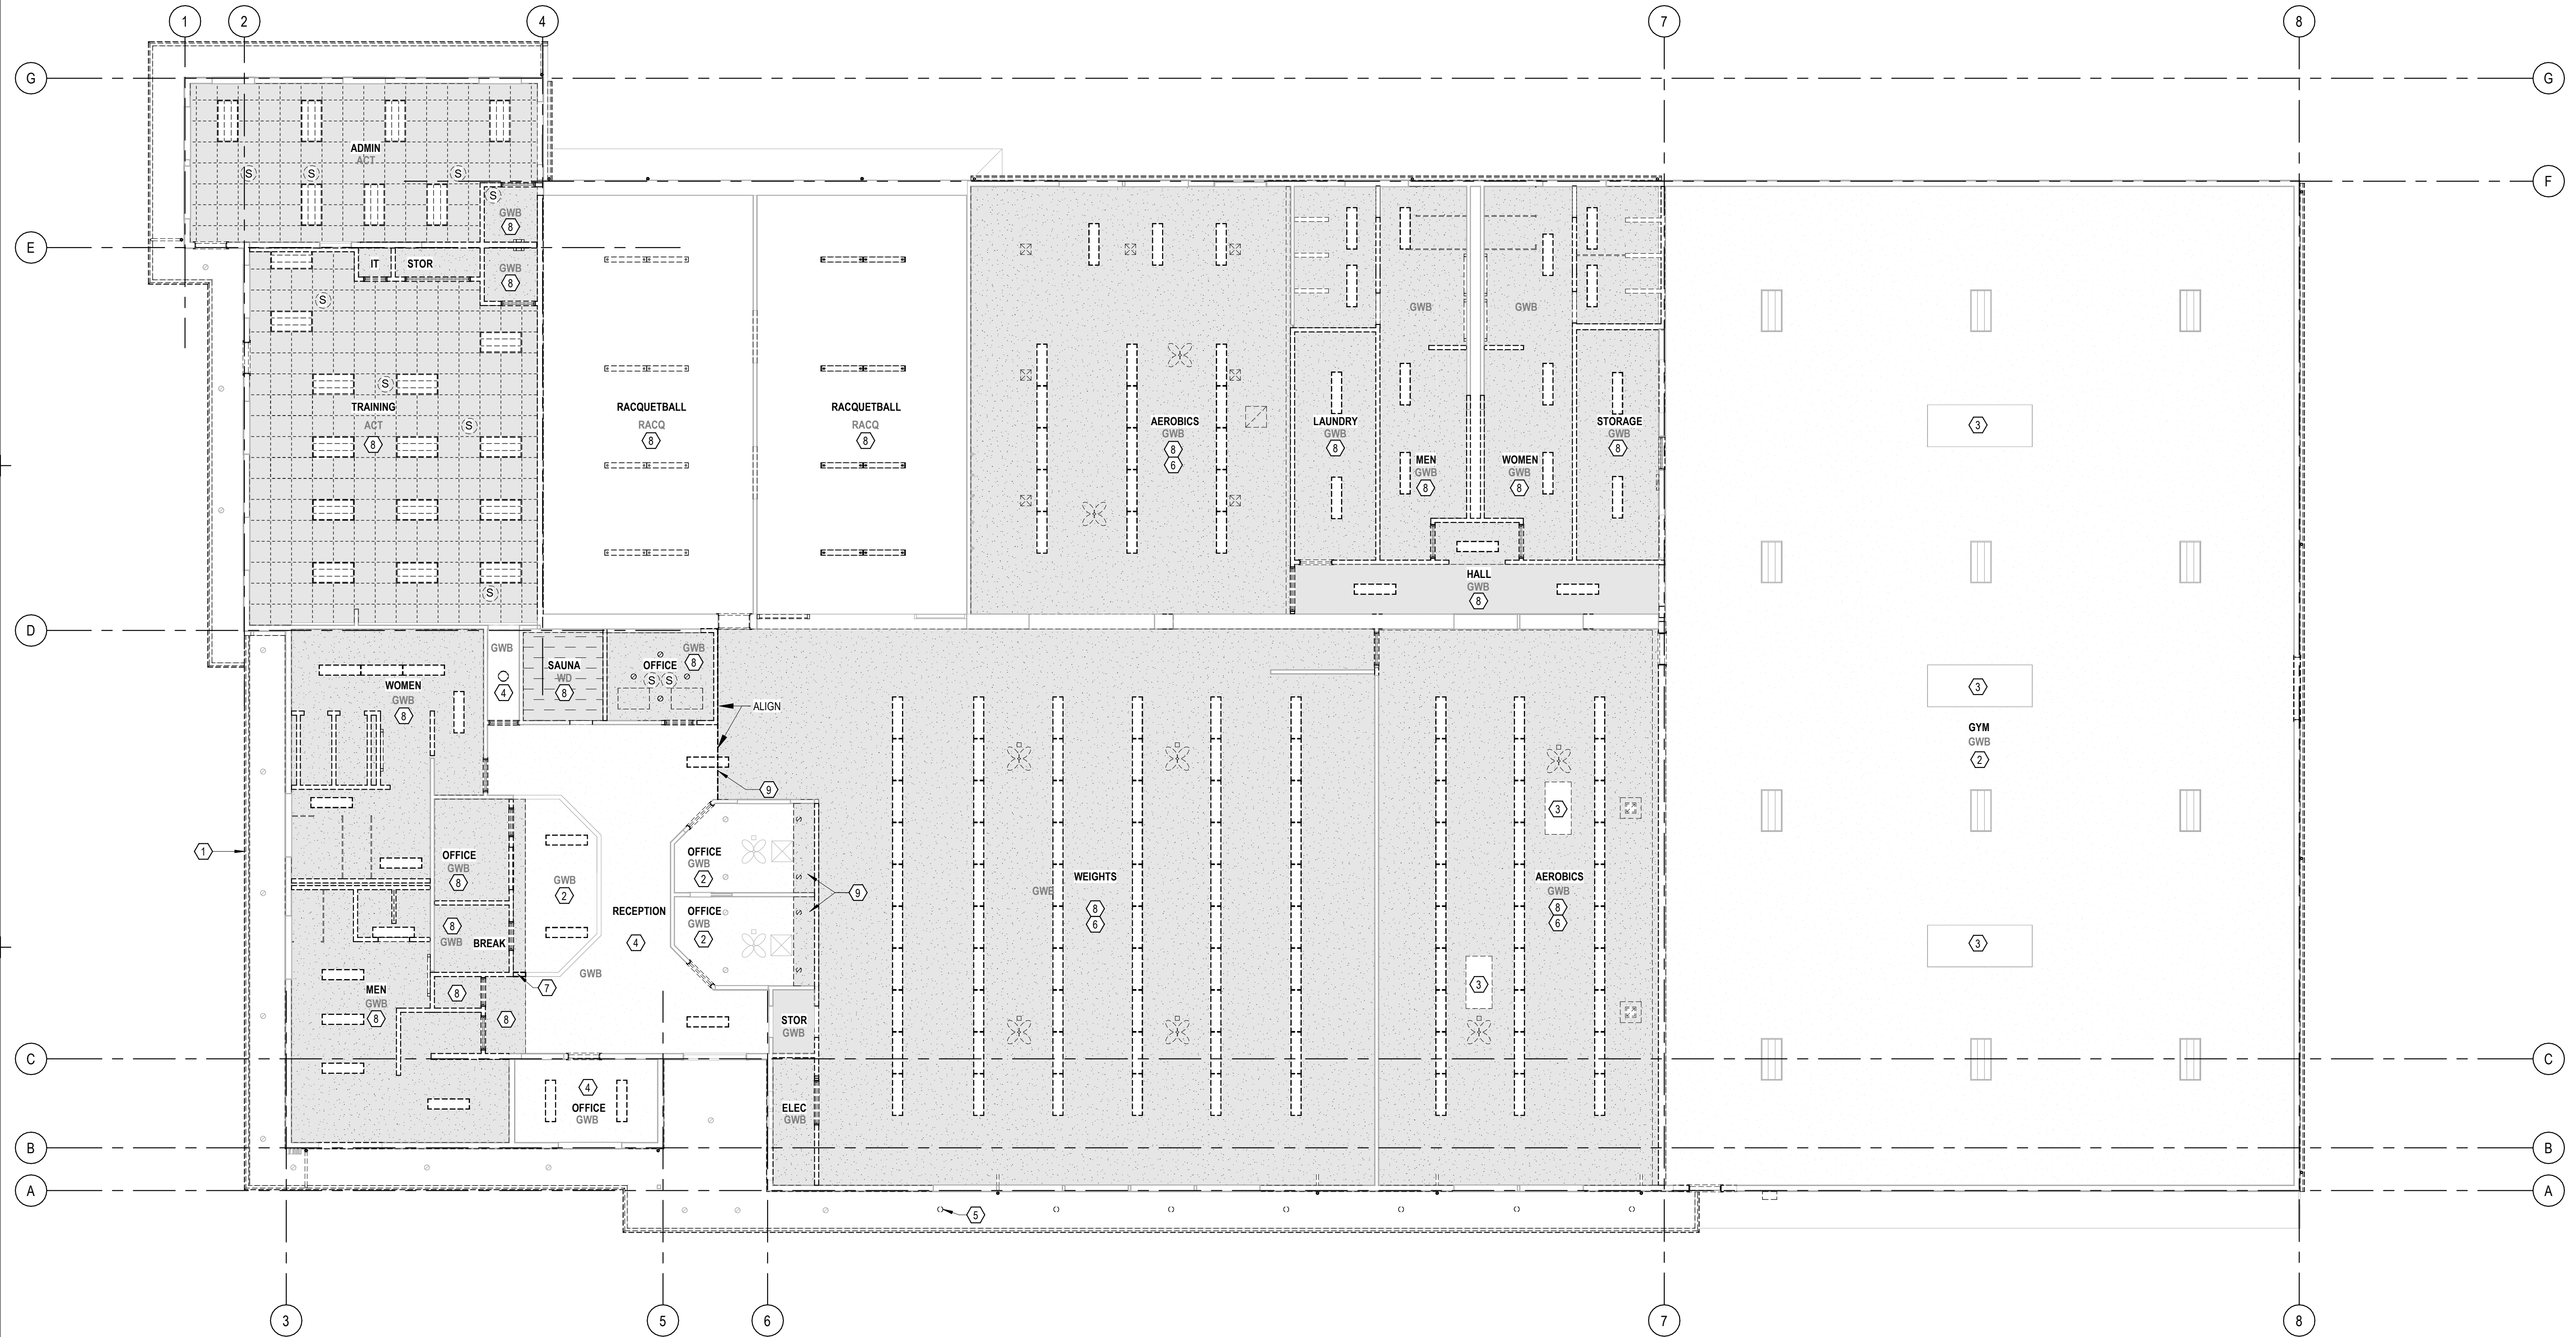 1
2
4
7
8
G
G
ADMIN
ACT
S
S
S
S
GWB
8
F
E
IT
STOR
GWB
8
S
GWB
GWB
S
TRAINING
ACT
8
S
S
RACQUETBALL
RACQ
8
RACQUETBALL
RACQ
8
AEROBICS
GWB
8
6
LAUNDRY
GWB
8
MEN
GWB
8
WOMEN
GWB
8
STORAGE
GWB
8
3
HALL
GWB
8
D
WOMEN
GWB
8
GWB
4
SAUNA
WD
8
OFFICE
GWB
8
S
S
ALIGN
3
GYM
GWB
2
9
3
1
OFFICE
GWB
8
GWB
2
OFFICE
GWB
2
9
WEIGHTS
GWB
8
6
AEROBICS
GWB
8
6
RECEPTION
4
GWB
OFFICE
GWB
2
8
GWB
BREAK
3
3
7
MEN
GWB
8
8
8
STOR
GWB
C
C
4
OFFICE
GWB
ELEC
GWB
B
B
A
A
5
3
5
6
7
8